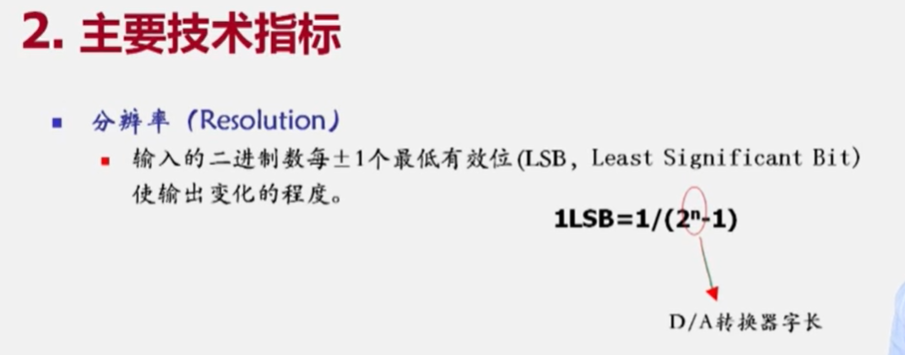 2. 主要技术指标
分辨率（Resolution）
输入的二进制数每±1个最低有效位(LSB, Least Significant Bit)
使输出变化的程度。
1LSB=1/(2ⁿ-1)
D/A转换器字长